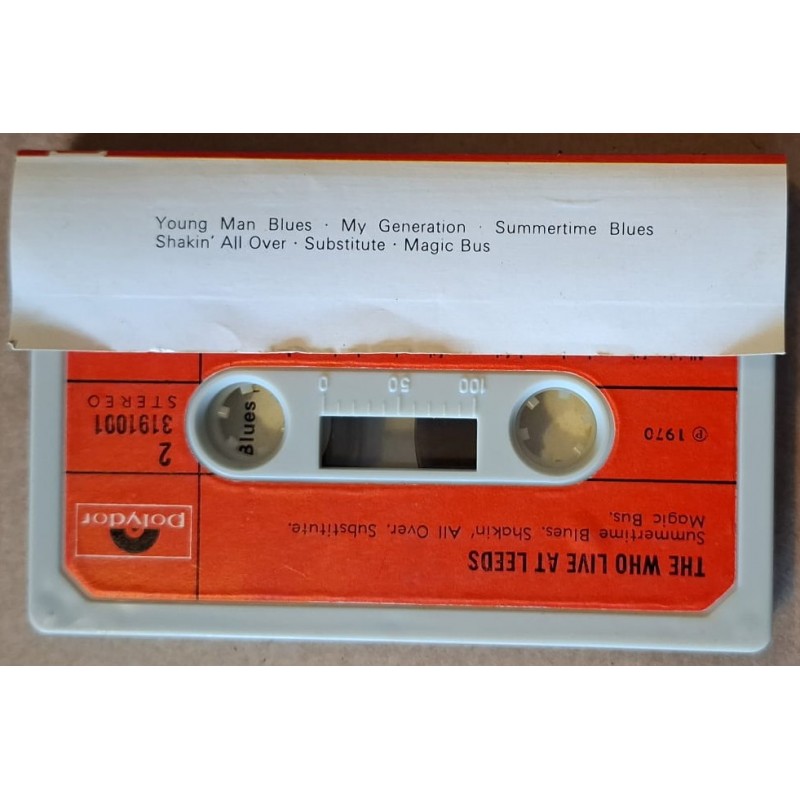 Young Man Blues · My Generation · Summertime Blues
Shakin' All Over · Substitute · Magic Bus
THE WHO LIVE AT LEEDS
Summertime Blues. Shakin' All Over. Substitute.
Magic Bus.
polydor
℗ 1970
2
3191001
STEREO
100 50 0
Blues